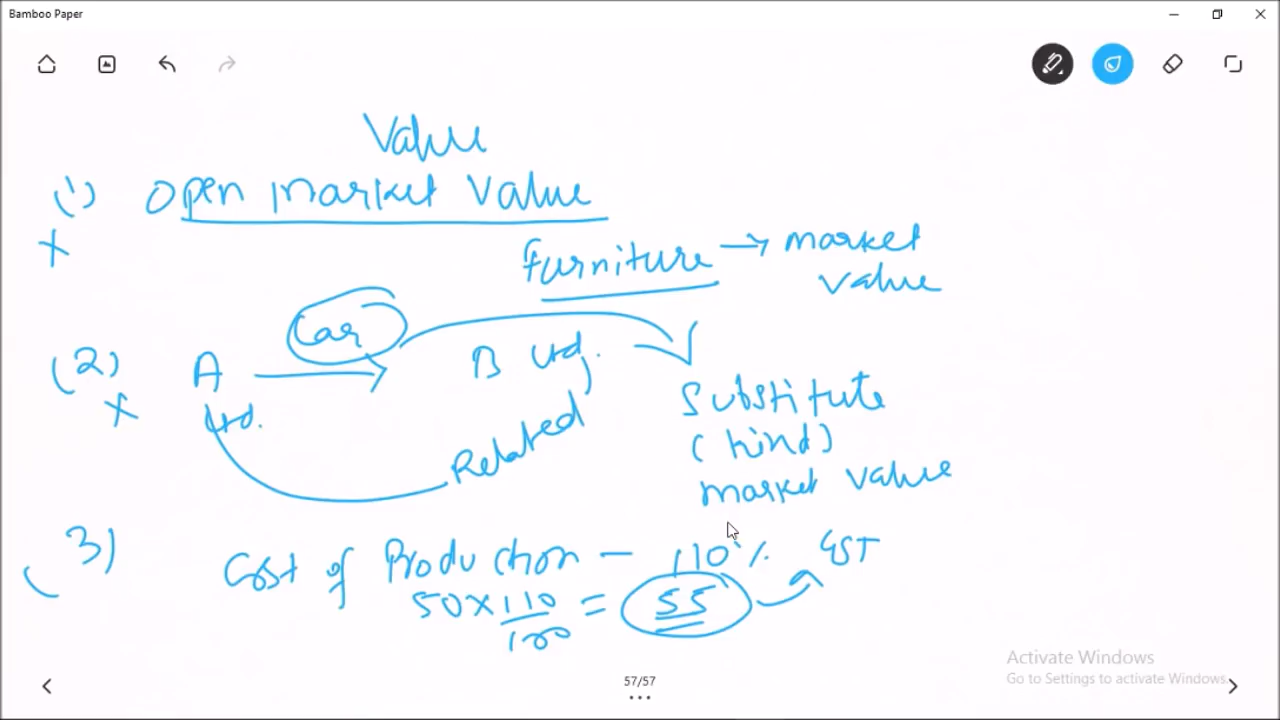 Bamboo Paper
Value
(1) Open market Value
X
Furniture → market
value
Car
(2) A → B Ltd.
X Ltd.
Related
Substitute
(kind)
market value
3) Cost of Production — 110% GST
50 × 110 = 55
100
Activate Windows
Go to Settings to activate Windows.
57/57